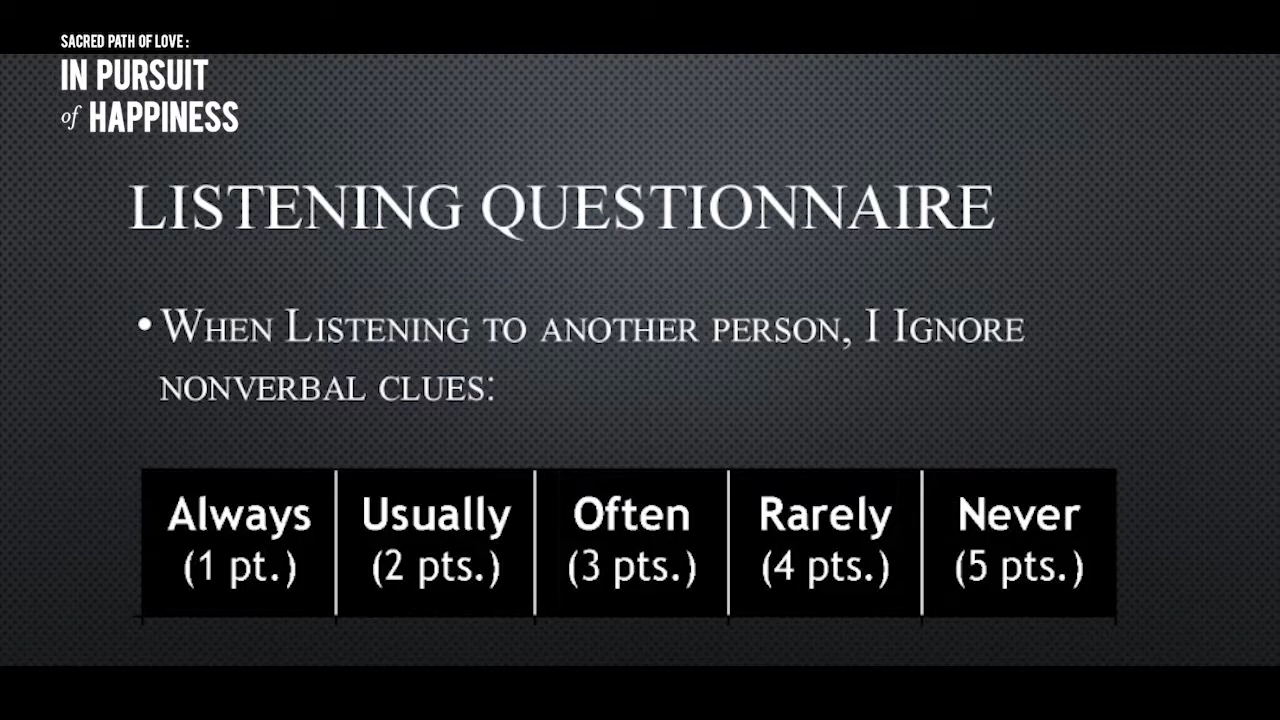 SACRED PATH OF LOVE :
IN PURSUIT
of HAPPINESS
LISTENING QUESTIONNAIRE
• WHEN LISTENING TO ANOTHER PERSON, I IGNORE
NONVERBAL CLUES:
Always Usually Often Rarely Never
(1 pt.) (2 pts.) (3 pts.) (4 pts.) (5 pts.)